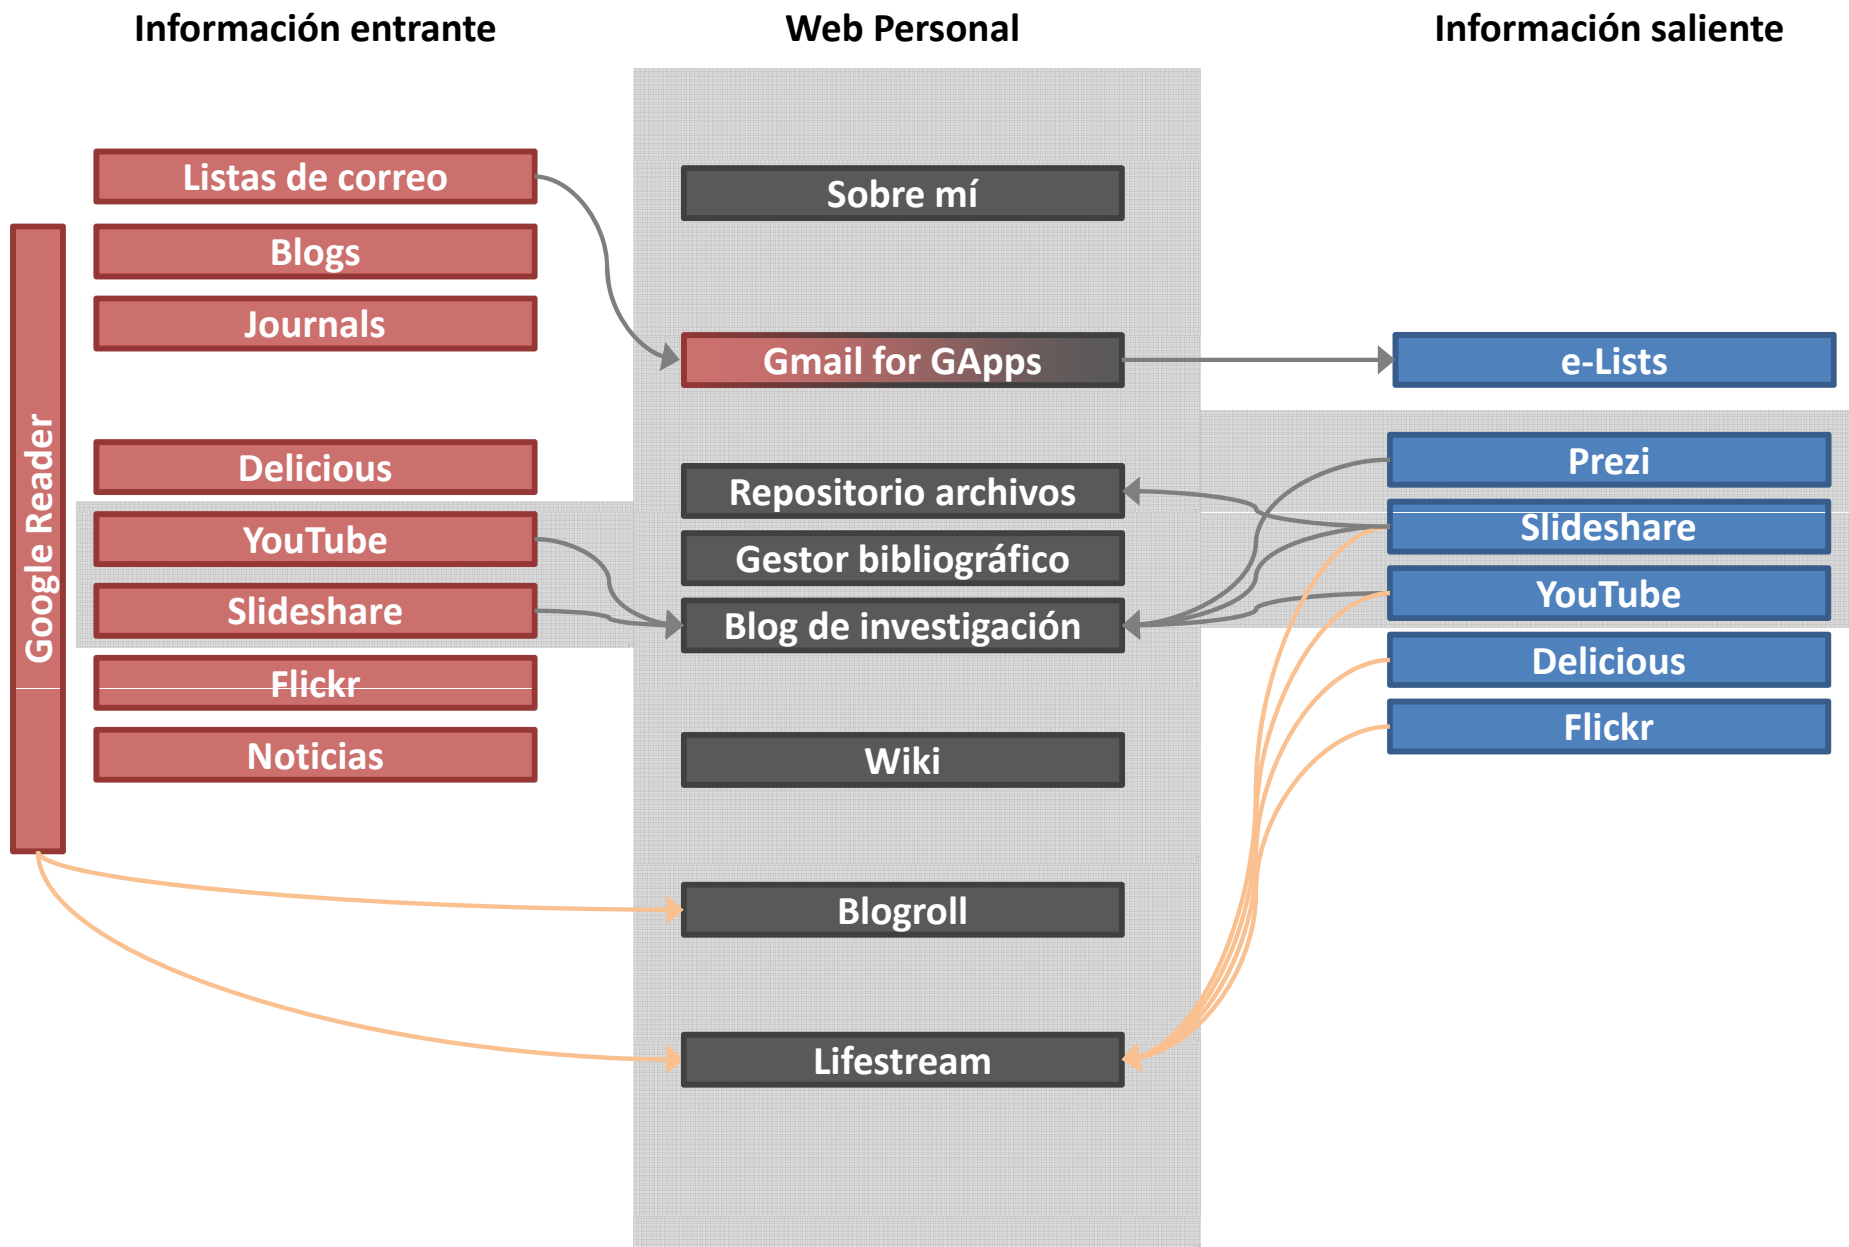 Información entrante
Web Personal
Información saliente
Google Reader
Listas de correo
Blogs
Journals
Delicious
YouTube
Slideshare
Flickr
Noticias
Sobre mí
Gmail for GApps
Repositorio archivos
Gestor bibliográfico
Blog de investigación
Wiki
Blogroll
Lifestream
e-Lists
Prezi
Slideshare
YouTube
Delicious
Flickr